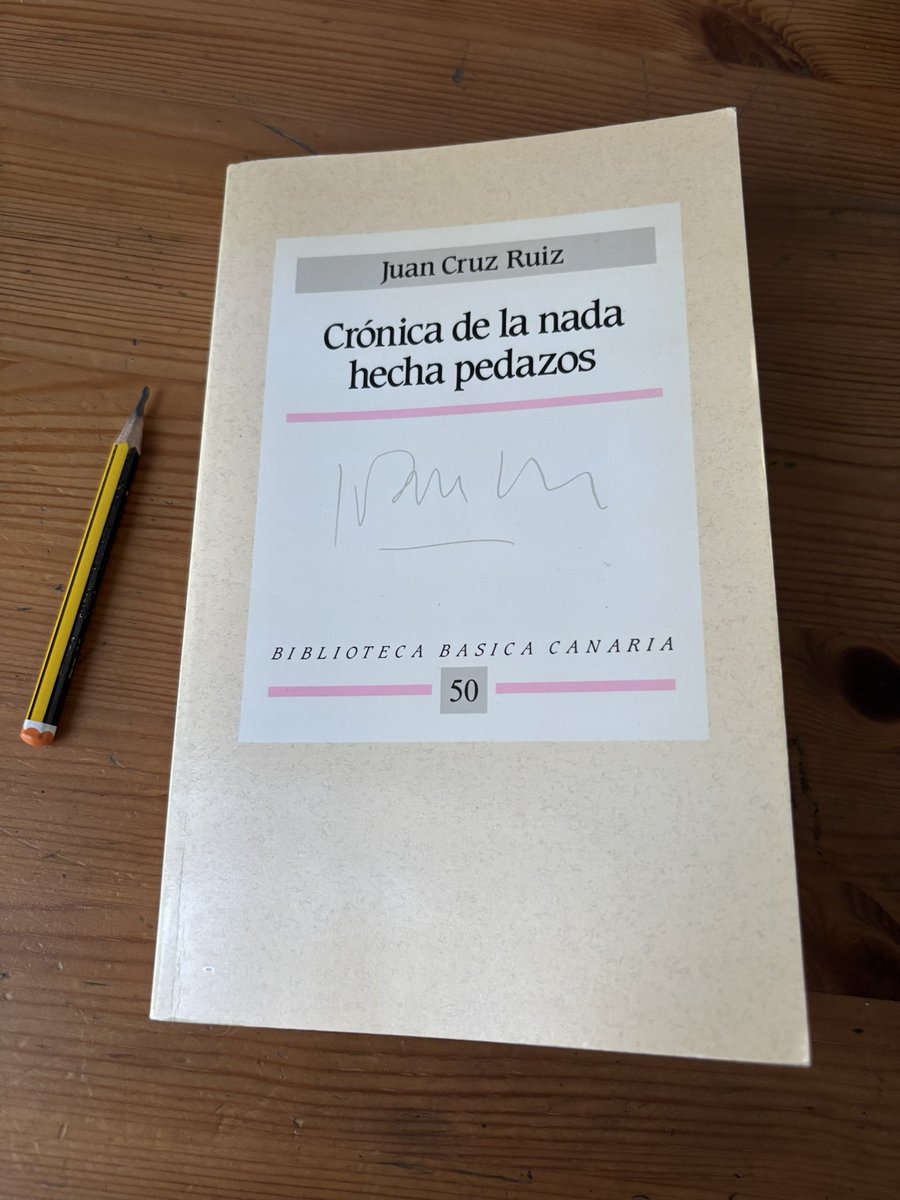 Juan Cruz Ruiz
Crónica de la nada
hecha pedazos
BIBLIOTECA BASICA CANARIA
50